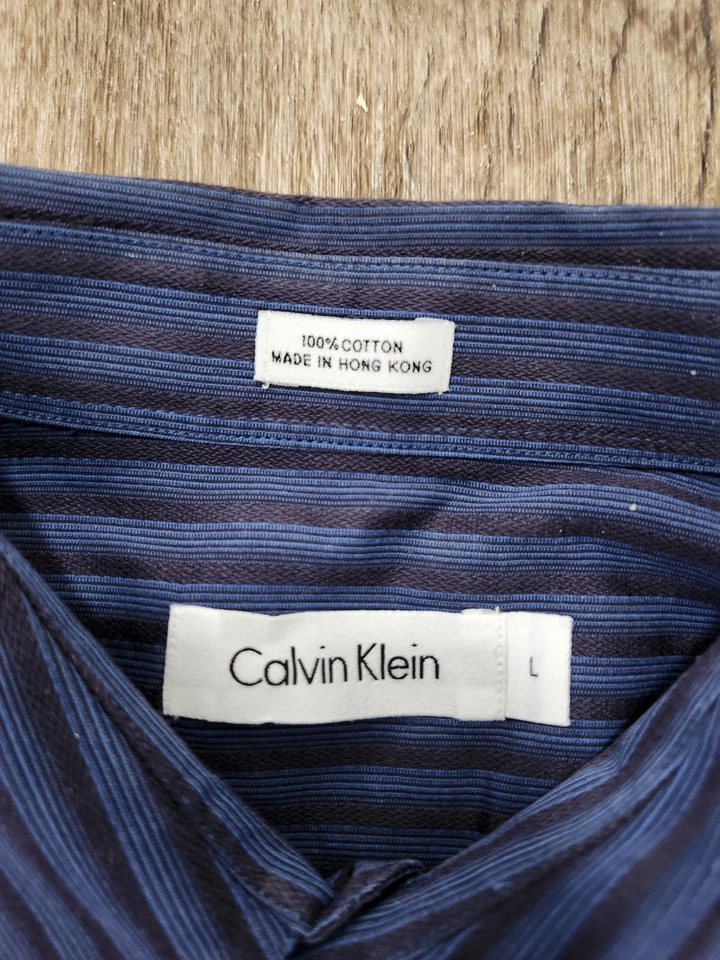 100% COTTON
MADE IN HONG KONG
Calvin Klein
L